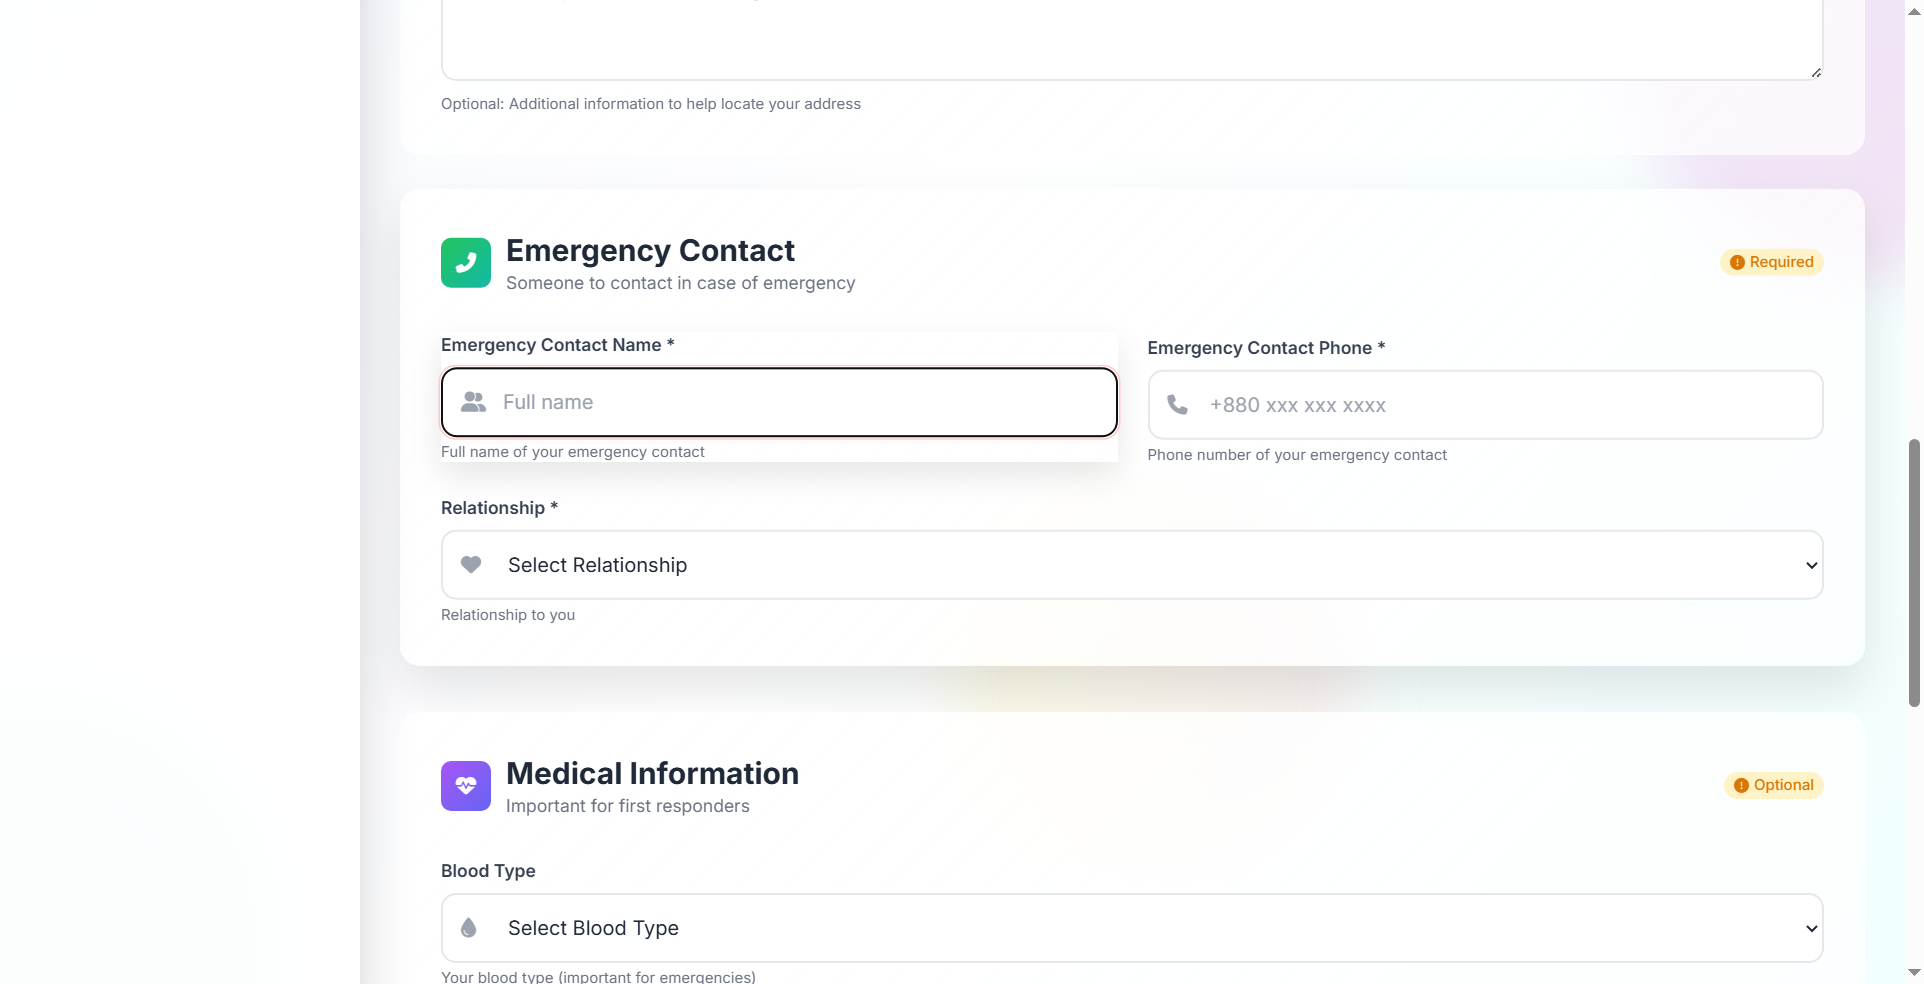 Optional: Additional information to help locate your address
Emergency Contact
Someone to contact in case of emergency
Required
Emergency Contact Name *
Full name
Full name of your emergency contact
Emergency Contact Phone *
+880 xxx xxx xxxx
Phone number of your emergency contact
Relationship *
Select Relationship
Relationship to you
Medical Information
Important for first responders
Optional
Blood Type
Select Blood Type
Your blood type (important for emergencies)